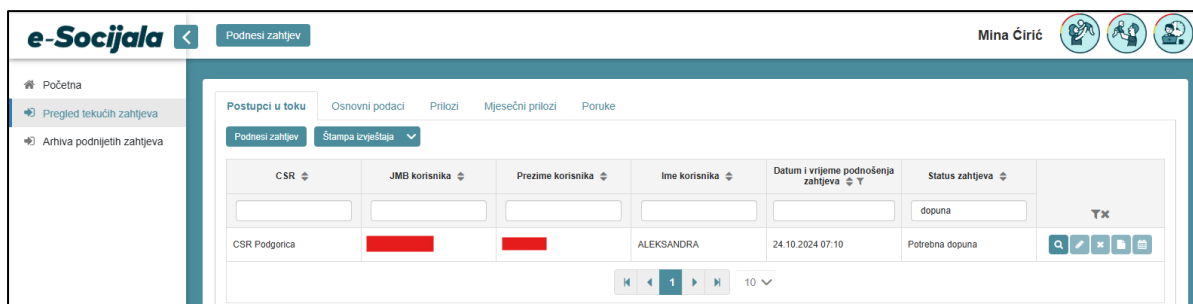 e-Socijala
Podnesi zahtjev
Mina Ćirić
Početna
Pregled tekućih zahtjeva
Arhiva podnijetih zahtjeva
Postupci u toku Osnovni podaci Prilozi Mjesečni prilozi Poruke
Podnesi zahtjev Štampa izvještaja
CSR JMB korisnika Prezime korisnika Ime korisnika Datum i vrijeme podnošenja Status zahtjeva
zahtjeva
dopuna
CSR Podgorica ALEKSANDRA 24.10.2024 07:10 Potrebna dopuna
1 10